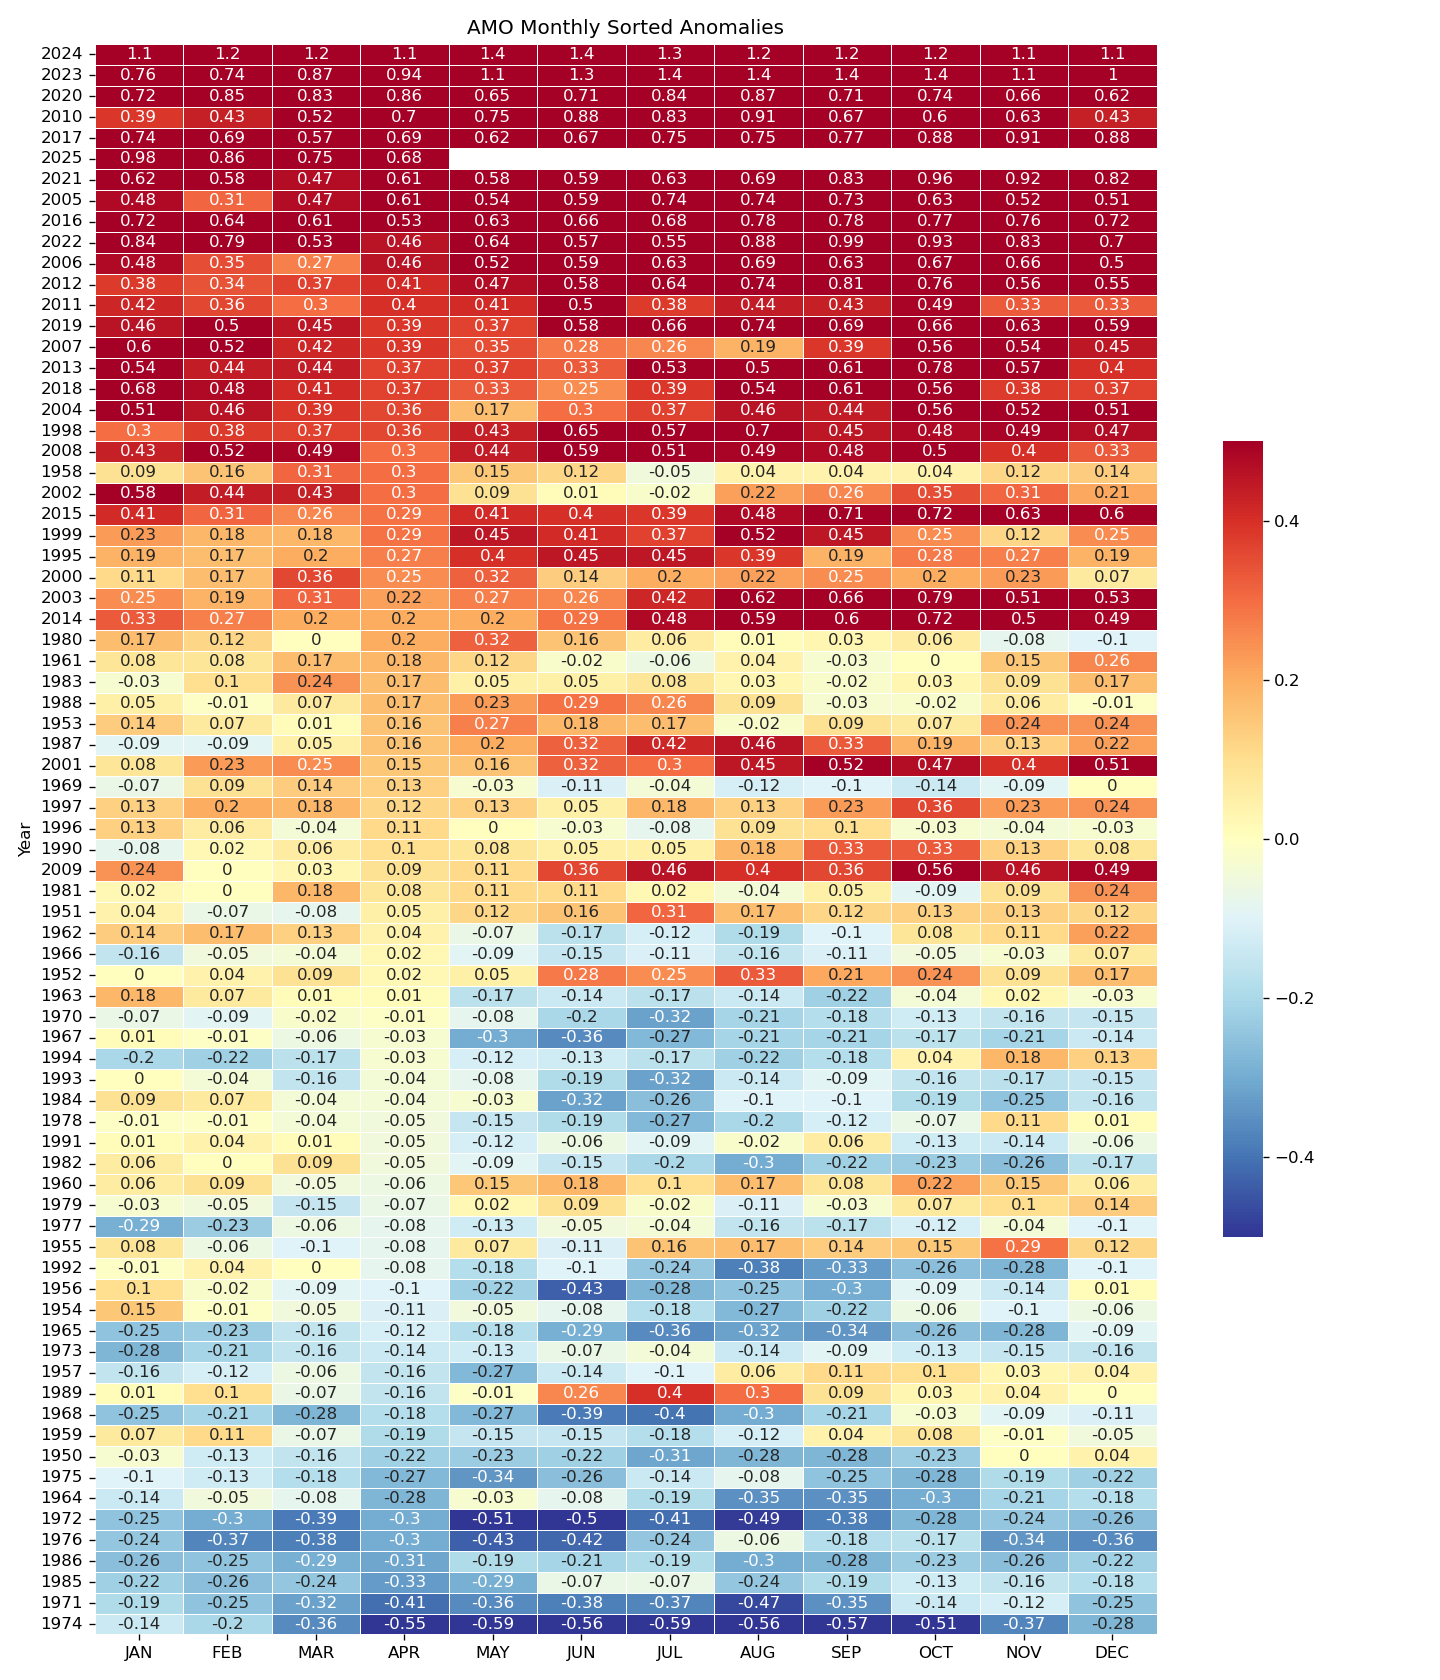 AMO Monthly Sorted Anomalies
2024 1.1 1.2 1.2 1.1 1.4 1.4 1.3 1.2 1.2 1.2 1.1 1.1
2023 0.76 0.74 0.87 0.94 1.1 1.3 1.4 1.4 1.4 1.4 1.1 1
2020 0.72 0.85 0.83 0.86 0.65 0.71 0.84 0.87 0.71 0.74 0.66 0.62
2010 0.39 0.43 0.52 0.7 0.75 0.88 0.83 0.91 0.67 0.6 0.63 0.43
2017 0.74 0.69 0.57 0.69 0.62 0.67 0.75 0.75 0.77 0.88 0.91 0.88
2025 0.98 0.86 0.75 0.68
2021 0.62 0.58 0.47 0.61 0.58 0.59 0.63 0.69 0.83 0.96 0.92 0.82
2005 0.48 0.31 0.47 0.61 0.54 0.59 0.74 0.74 0.73 0.63 0.52 0.51
2016 0.72 0.64 0.61 0.53 0.63 0.66 0.68 0.78 0.78 0.77 0.76 0.72
2022 0.84 0.79 0.53 0.46 0.64 0.57 0.55 0.88 0.99 0.93 0.83 0.7
2006 0.48 0.35 0.27 0.46 0.52 0.59 0.63 0.69 0.63 0.67 0.66 0.5
2012 0.38 0.34 0.37 0.41 0.47 0.58 0.64 0.74 0.81 0.76 0.56 0.55
2011 0.42 0.36 0.3 0.4 0.41 0.5 0.38 0.44 0.43 0.49 0.33 0.33
2019 0.46 0.5 0.45 0.39 0.37 0.58 0.66 0.74 0.69 0.66 0.63 0.59
2007 0.6 0.52 0.42 0.39 0.35 0.28 0.26 0.19 0.39 0.56 0.54 0.45
2013 0.54 0.44 0.44 0.37 0.37 0.33 0.53 0.5 0.61 0.78 0.57 0.4
2018 0.68 0.48 0.41 0.37 0.33 0.25 0.39 0.54 0.61 0.56 0.38 0.37
2004 0.51 0.46 0.39 0.36 0.17 0.3 0.37 0.46 0.44 0.56 0.52 0.51
1998 0.3 0.38 0.37 0.36 0.43 0.65 0.57 0.7 0.45 0.48 0.49 0.47
2008 0.43 0.52 0.49 0.3 0.44 0.59 0.51 0.49 0.48 0.5 0.4 0.33
1958 0.09 0.16 0.31 0.3 0.15 0.12 -0.05 0.04 0.04 0.04 0.12 0.14
2002 0.58 0.44 0.43 0.3 0.09 0.01 -0.02 0.22 0.26 0.35 0.31 0.21
2015 0.41 0.31 0.26 0.29 0.41 0.4 0.39 0.48 0.71 0.72 0.63 0.6
1999 0.23 0.18 0.18 0.29 0.45 0.41 0.37 0.52 0.45 0.25 0.12 0.25
1995 0.19 0.17 0.2 0.27 0.4 0.45 0.45 0.39 0.19 0.28 0.27 0.19
2000 0.11 0.17 0.36 0.25 0.32 0.14 0.2 0.22 0.25 0.2 0.23 0.07
2003 0.25 0.19 0.31 0.22 0.27 0.26 0.42 0.62 0.66 0.79 0.51 0.53
2014 0.33 0.27 0.2 0.2 0.2 0.29 0.48 0.59 0.6 0.72 0.5 0.49
1980 0.17 0.12 0 0.2 0.32 0.16 0.06 0.01 0.03 0.06 -0.08 -0.1
1961 0.08 0.08 0.17 0.18 0.12 -0.02 -0.06 0.04 -0.03 0 0.15 0.26
1983 -0.03 0.1 0.24 0.17 0.05 0.05 0.08 0.03 -0.02 0.03 0.09 0.17
1988 0.05 -0.01 0.07 0.17 0.23 0.29 0.26 0.09 -0.03 -0.02 0.06 -0.01
1953 0.14 0.07 0.01 0.16 0.27 0.18 0.17 -0.02 0.09 0.07 0.24 0.24
1987 -0.09 -0.09 0.05 0.16 0.2 0.32 0.42 0.46 0.33 0.19 0.13 0.22
2001 0.08 0.23 0.25 0.15 0.16 0.32 0.3 0.45 0.52 0.47 0.4 0.51
1969 -0.07 0.09 0.14 0.13 -0.03 -0.11 -0.04 -0.12 -0.1 -0.14 -0.09 0
1997 0.13 0.2 0.18 0.12 0.13 0.05 0.18 0.13 0.23 0.36 0.23 0.24
1996 0.13 0.06 -0.04 0.11 0 -0.03 -0.08 0.09 0.1 -0.03 -0.04 -0.03
1990 -0.08 0.02 0.06 0.1 0.08 0.05 0.05 0.18 0.33 0.33 0.13 0.08
2009 0.24 0 0.03 0.09 0.11 0.36 0.46 0.4 0.36 0.56 0.46 0.49
1981 0.02 0 0.18 0.08 0.11 0.11 0.02 -0.04 0.05 -0.09 0.09 0.24
1951 0.04 -0.07 -0.08 0.05 0.12 0.16 0.31 0.17 0.12 0.13 0.13 0.12
1962 0.14 0.17 0.13 0.04 -0.07 -0.17 -0.12 -0.19 -0.1 0.08 0.11 0.22
1966 -0.16 -0.05 -0.04 0.02 -0.09 -0.15 -0.11 -0.16 -0.11 -0.05 -0.03 0.07
1952 0 0.04 0.09 0.02 0.05 0.28 0.25 0.33 0.21 0.24 0.09 0.17
1963 0.18 0.07 0.01 0.01 -0.17 -0.14 -0.17 -0.14 -0.22 -0.04 0.02 -0.03
1970 -0.07 -0.09 -0.02 -0.01 -0.08 -0.2 -0.32 -0.21 -0.18 -0.13 -0.16 -0.15
1967 0.01 -0.01 -0.06 -0.03 -0.3 -0.36 -0.27 -0.21 -0.21 -0.17 -0.21 -0.14
1994 -0.2 -0.22 -0.17 -0.03 -0.12 -0.13 -0.17 -0.22 -0.18 0.04 0.18 0.13
1993 0 -0.04 -0.16 -0.04 -0.08 -0.19 -0.32 -0.14 -0.09 -0.16 -0.17 -0.15
1984 0.09 0.07 -0.04 -0.04 -0.03 -0.32 -0.26 -0.1 -0.1 -0.19 -0.25 -0.16
1978 -0.01 -0.01 -0.04 -0.05 -0.15 -0.19 -0.27 -0.2 -0.12 -0.07 0.11 0.01
1991 0.01 0.04 0.01 -0.05 -0.12 -0.06 -0.09 -0.02 0.06 -0.13 -0.14 -0.06
1982 0.06 0 0.09 -0.05 -0.09 -0.15 -0.2 -0.3 -0.22 -0.23 -0.26 -0.17
1960 0.06 0.09 -0.05 -0.06 0.15 0.18 0.1 0.17 0.08 0.22 0.15 0.06
1979 -0.03 -0.05 -0.15 -0.07 0.02 0.09 -0.02 -0.11 -0.03 0.07 0.1 0.14
1977 -0.29 -0.23 -0.06 -0.08 -0.13 -0.05 -0.04 -0.16 -0.17 -0.12 -0.04 -0.1
1955 0.08 -0.06 -0.1 -0.08 0.07 -0.11 0.16 0.17 0.14 0.15 0.29 0.12
1992 -0.01 0.04 0 -0.08 -0.18 -0.1 -0.24 -0.38 -0.33 -0.26 -0.28 -0.1
1956 0.1 -0.02 -0.09 -0.1 -0.22 -0.43 -0.28 -0.25 -0.3 -0.09 -0.14 0.01
1954 0.15 -0.01 -0.05 -0.11 -0.05 -0.08 -0.18 -0.27 -0.22 -0.06 -0.1 -0.06
1965 -0.25 -0.23 -0.16 -0.12 -0.18 -0.29 -0.36 -0.32 -0.34 -0.26 -0.28 -0.09
1973 -0.28 -0.21 -0.16 -0.14 -0.13 -0.07 -0.04 -0.14 -0.09 -0.13 -0.15 -0.16
1957 -0.16 -0.12 -0.06 -0.16 -0.27 -0.14 -0.1 0.06 0.11 0.1 0.03 0.04
1989 0.01 0.1 -0.07 -0.16 -0.01 0.26 0.4 0.3 0.09 0.03 0.04 0
1968 -0.25 -0.21 -0.28 -0.18 -0.27 -0.39 -0.4 -0.3 -0.21 -0.03 -0.09 -0.11
1959 0.07 0.11 -0.07 -0.19 -0.15 -0.15 -0.18 -0.12 0.04 0.08 -0.01 -0.05
1950 -0.03 -0.13 -0.16 -0.22 -0.23 -0.22 -0.31 -0.28 -0.28 -0.23 0 0.04
1975 -0.1 -0.13 -0.18 -0.27 -0.34 -0.26 -0.14 -0.08 -0.25 -0.28 -0.19 -0.22
1964 -0.14 -0.05 -0.08 -0.28 -0.03 -0.08 -0.19 -0.35 -0.35 -0.3 -0.21 -0.18
1972 -0.25 -0.3 -0.39 -0.3 -0.51 -0.5 -0.41 -0.49 -0.38 -0.28 -0.24 -0.26
1976 -0.24 -0.37 -0.38 -0.3 -0.43 -0.42 -0.24 -0.06 -0.18 -0.17 -0.34 -0.36
1986 -0.26 -0.25 -0.29 -0.31 -0.19 -0.21 -0.19 -0.3 -0.28 -0.23 -0.26 -0.22
1985 -0.22 -0.26 -0.24 -0.33 -0.29 -0.07 -0.07 -0.24 -0.19 -0.13 -0.16 -0.18
1971 -0.19 -0.25 -0.32 -0.41 -0.36 -0.38 -0.37 -0.47 -0.35 -0.14 -0.12 -0.25
1974 -0.14 -0.2 -0.36 -0.55 -0.59 -0.56 -0.59 -0.56 -0.57 -0.51 -0.37 -0.28
JAN FEB MAR APR MAY JUN JUL AUG SEP OCT NOV DEC
Year
0.4
0.2
0.0
−0.2
−0.4